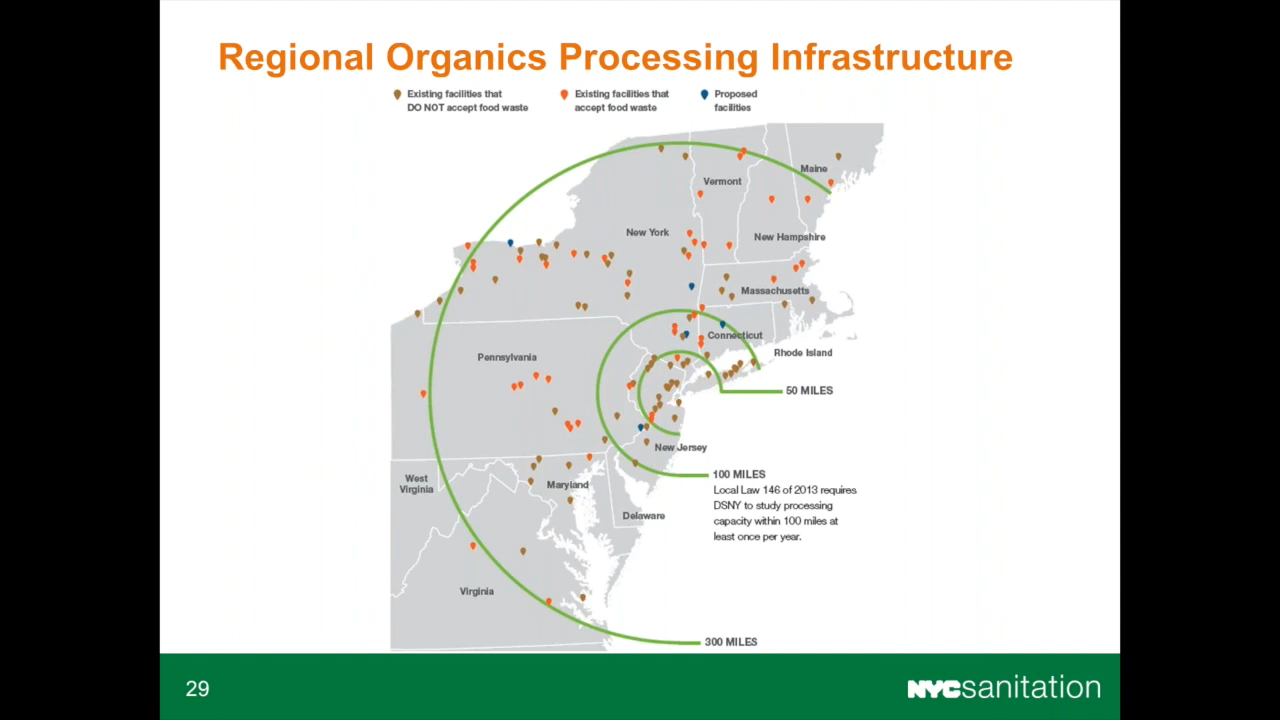 Regional Organics Processing Infrastructure
Existing facilities that
DO NOT accept food waste
Existing facilities that
accept food waste
Proposed
facilities
Maine
Vermont
New York
New Hampshire
Massachusetts
Connecticut
Rhode Island
Pennsylvania
50 MILES
New Jersey
100 MILES
Local Law 146 of 2013 requires
DSNY to study processing
capacity within 100 miles at
least once per year.
West
Virginia
Maryland
Delaware
Virginia
300 MILES
29
NYCsanitation